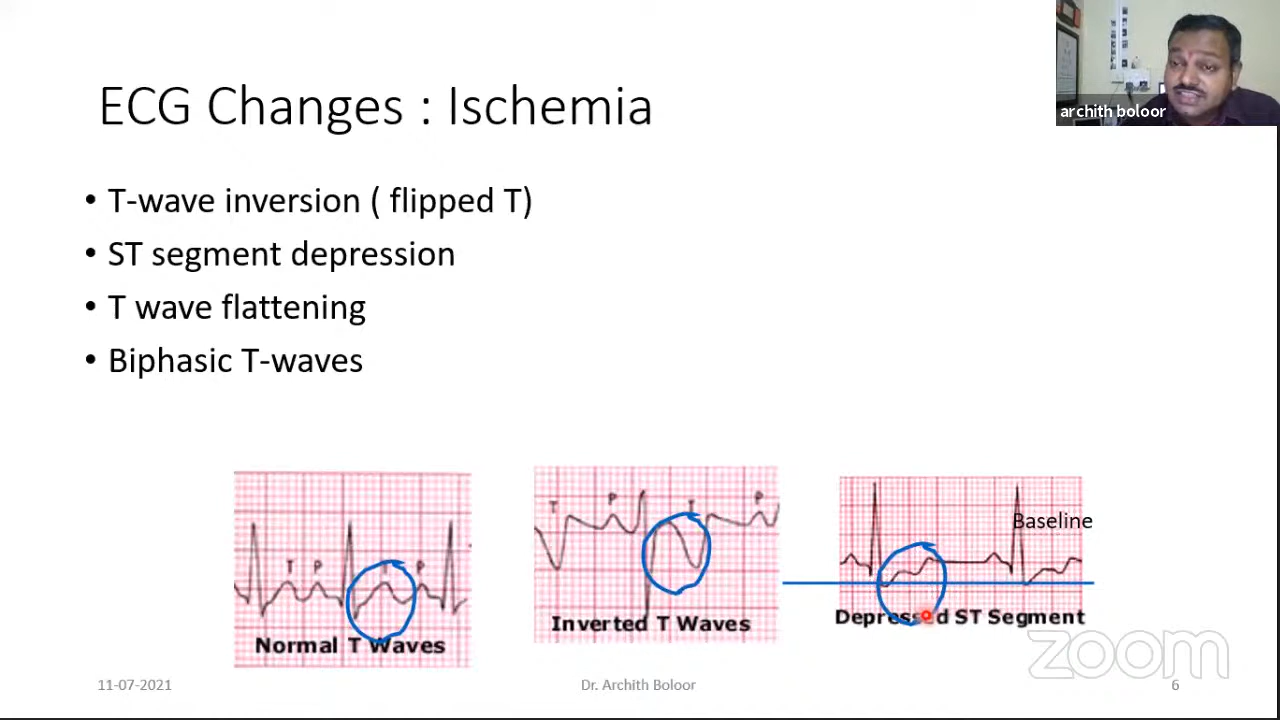 archith boloor
ECG Changes : Ischemia
• T-wave inversion ( flipped T)
• ST segment depression
• T wave flattening
• Biphasic T-waves
T P T P
Normal T Waves
T P T P
Inverted T Waves
Baseline
Depressed ST Segment
zoom
11-07-2021
Dr. Archith Boloor
6